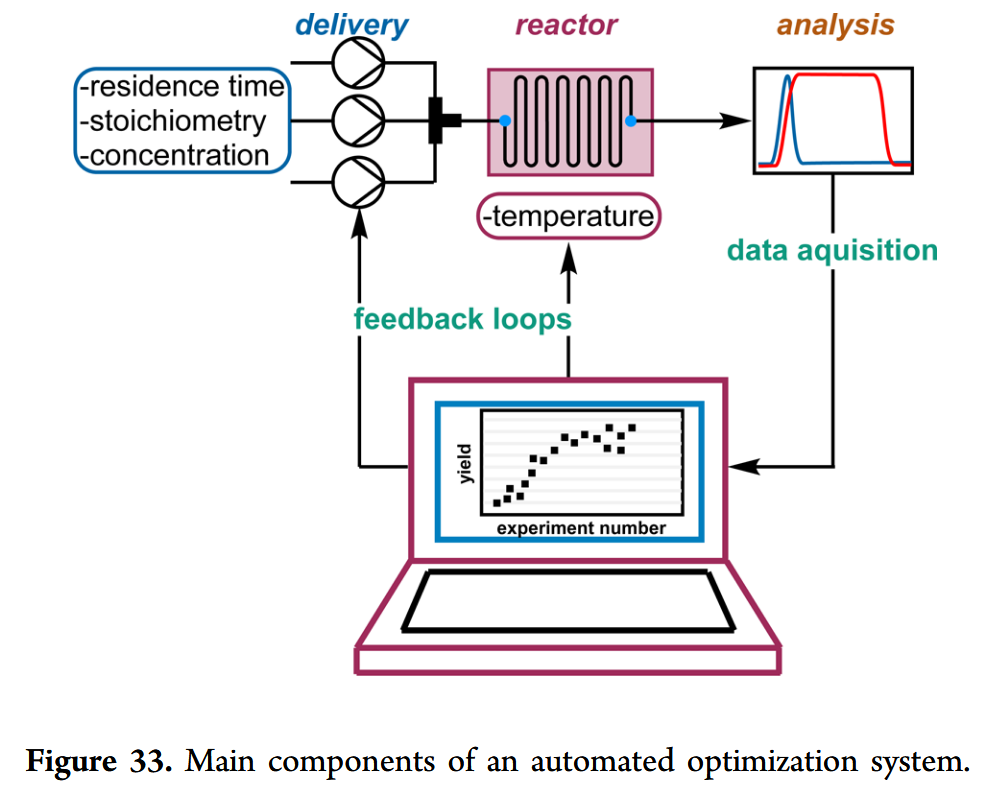 delivery
reactor
analysis
-residence time
-stoichiometry
-concentration
-temperature
data aquisition
feedback loops
yield
experiment number
Figure 33. Main components of an automated optimization system.